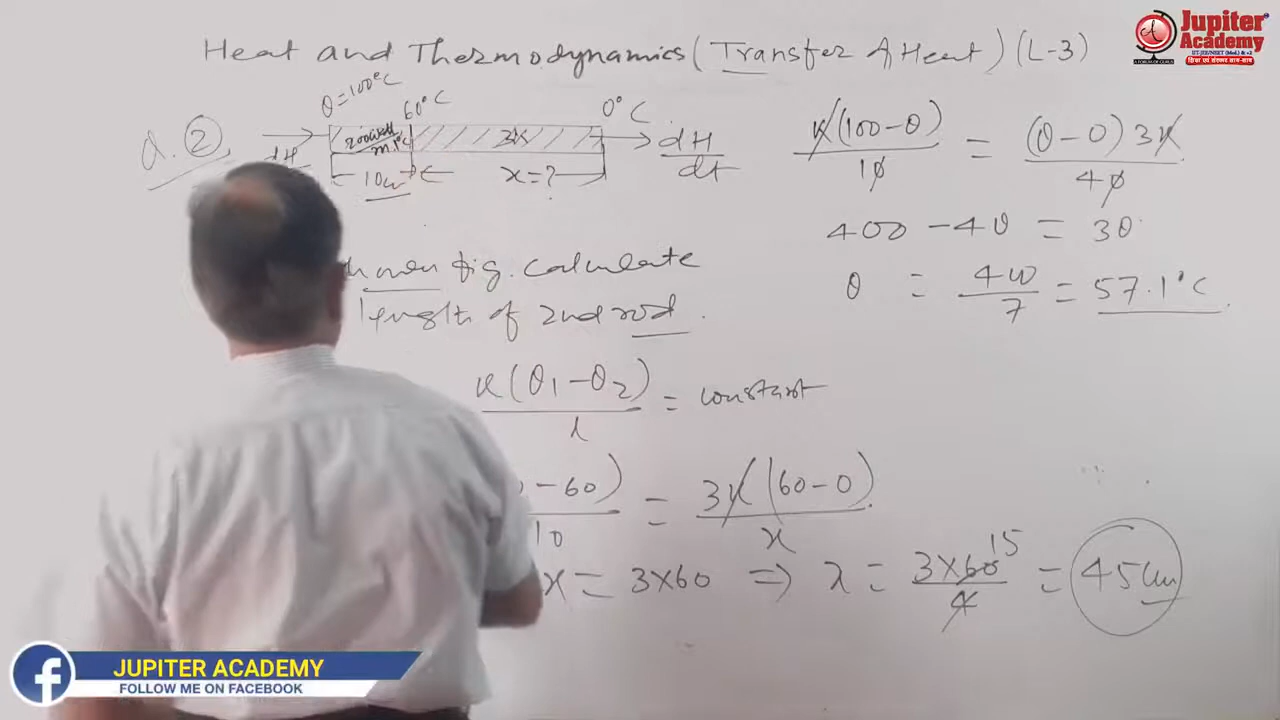 Heat and Thermodynamics (Transfer of Heat) (L-3)
Jupiter
Academy
Q. 2
θ = 100°C
60°C
0°C
200 watt
m.°C
3K
dH
dH
dt
10cm
x = ?
K(100 - θ)
10
=
(θ - 0) 3K
40
400 - 4θ = 3θ
θ = 400/7 = 57.1°C
fig. calculate
length of 2nd rod.
K(θ1 - θ2)
l
= constant
- 60)
10
=
3K(60 - 0)
x
x = 3×60 ⇒ x = 3×60/4 = 45cm
15
JUPITER ACADEMY
FOLLOW ME ON FACEBOOK